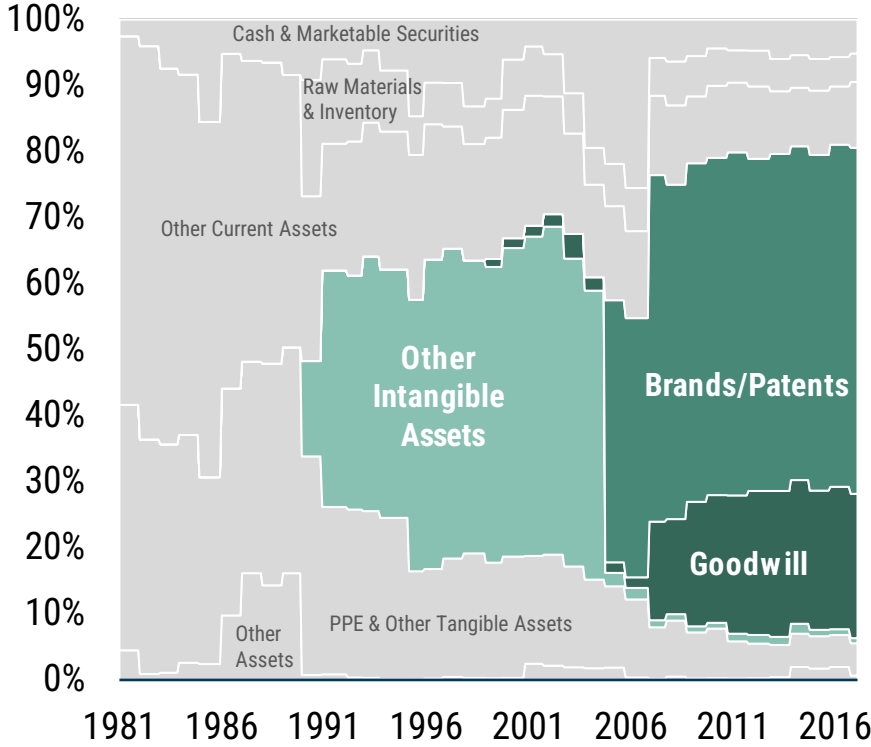 100%
90%
80%
70%
60%
50%
40%
30%
20%
10%
0%
Cash & Marketable Securities
Raw Materials
& Inventory
Other Current Assets
Other
Intangible
Assets
Brands/Patents
Goodwill
PPE & Other Tangible Assets
Other
Assets
1981 1986 1991 1996 2001 2006 2011 2016